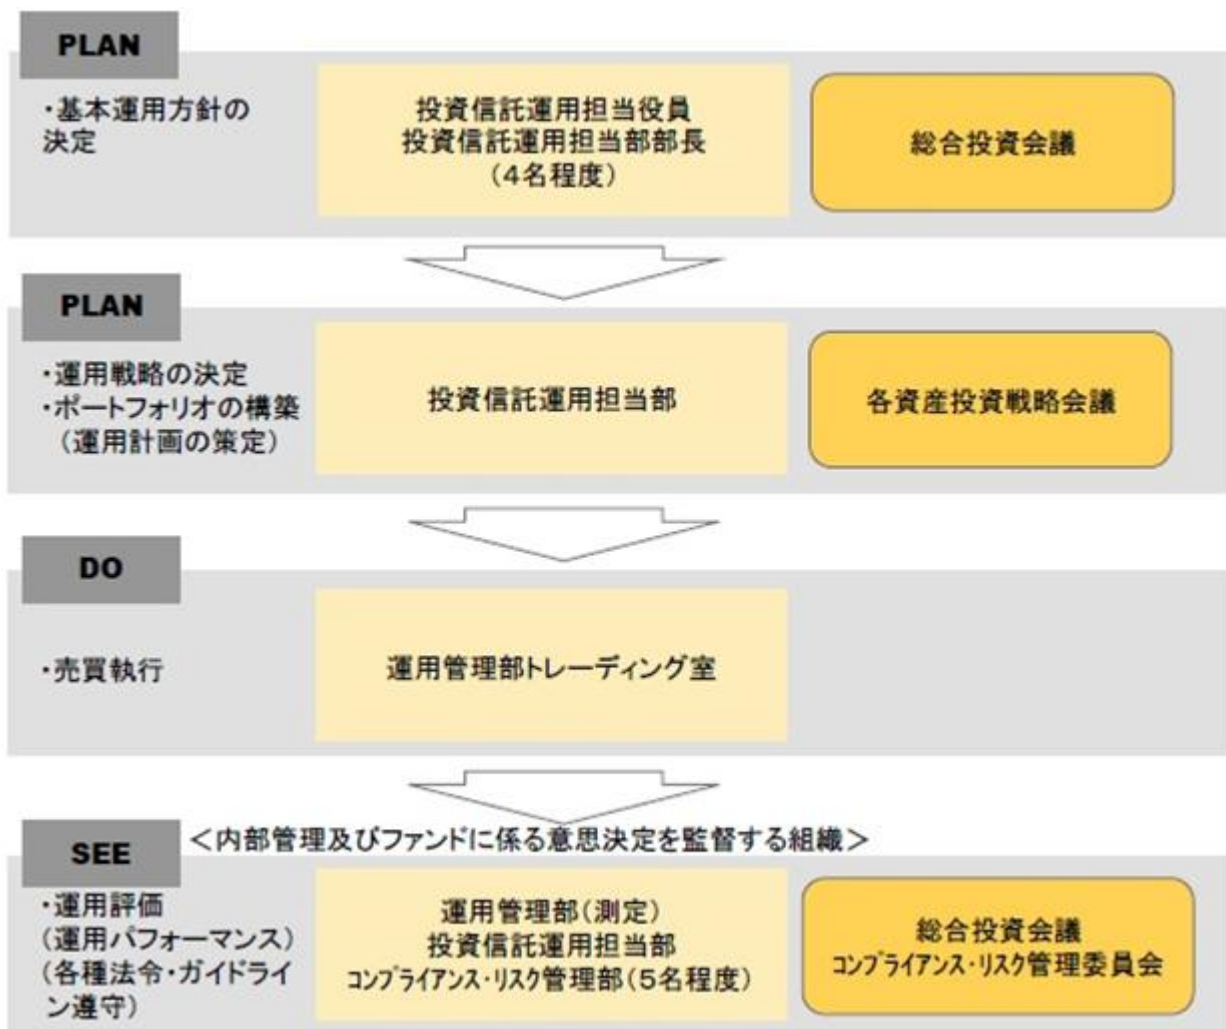 PLAN
・基本運用方針の
決定
投資信託運用担当役員
投資信託運用担当部部長
（４名程度）
総合投資会議
PLAN
・運用戦略の決定
・ポートフォリオの構築
（運用計画の策定）
投資信託運用担当部
各資産投資戦略会議
DO
・売買執行
運用管理部トレーディング室
SEE
＜内部管理及びファンドに係る意思決定を監督する組織＞
・運用評価
（運用パフォーマンス）
（各種法令・ガイドライ
ン遵守）
運用管理部（測定）
投資信託運用担当部
コンプライアンス・リスク管理部（５名程度）
総合投資会議
コンプライアンス・リスク管理委員会